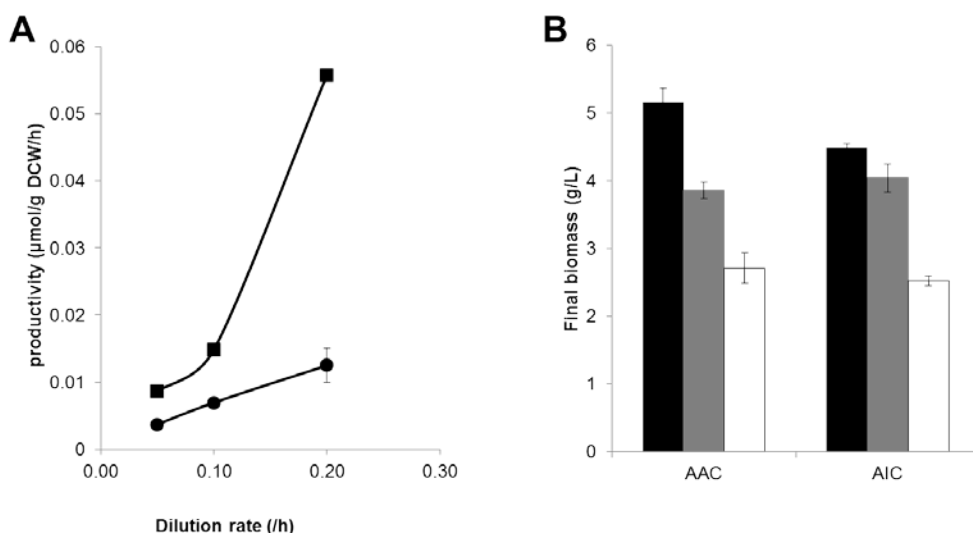 A
productivity (µmol/g DCW/h)
0.06
0.05
0.04
0.03
0.02
0.01
0
0.00 0.10 0.20 0.30
Dilution rate (/h)
B
Final biomass (g/L)
6
5
4
3
2
1
0
AAC AIC